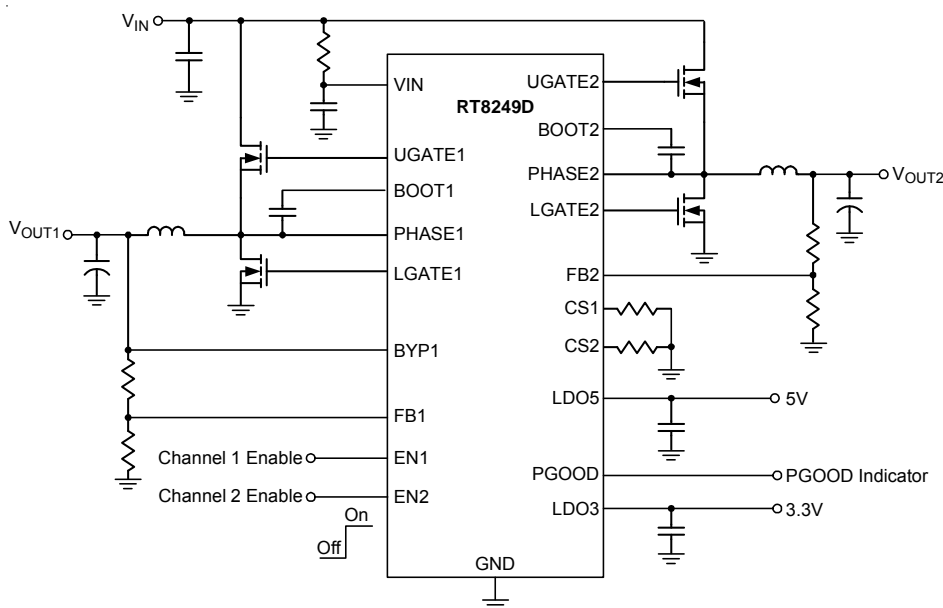 VIN
VIN
UGATE1
BOOT1
VOUT1
PHASE1
LGATE1
BYP1
FB1
Channel 1 Enable
EN1
Channel 2 Enable
EN2
On
Off
RT8249D
GND
UGATE2
BOOT2
PHASE2
VOUT2
LGATE2
FB2
CS1
CS2
LDO5
5V
PGOOD
PGOOD Indicator
LDO3
3.3V